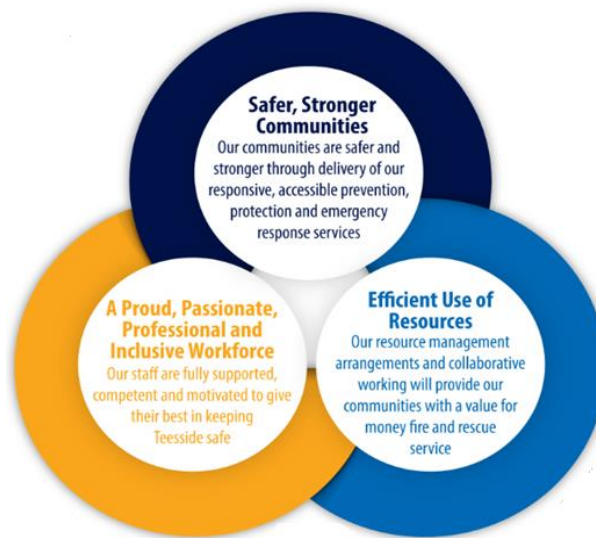 Safer, Stronger
Communities
Our communities are safer and
stronger through delivery of our
responsive, accessible prevention,
protection and emergency
response services
A Proud, Passionate,
Professional and
Inclusive Workforce
Our staff are fully supported,
competent and motivated to give
their best in keeping
Teesside safe
Efficient Use of
Resources
Our resource management
arrangements and collaborative
working will provide our
communities with a value for
money fire and rescue
service